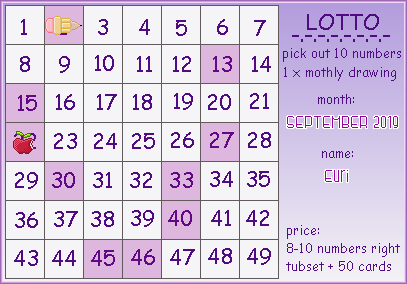 1 3 4 5 6 7
8 9 10 11 12 13 14
15 16 17 18 19 20 21
23 24 25 26 27 28
29 30 31 32 33 34 35
36 37 38 39 40 41 42
43 44 45 46 47 48 49
LOTTO
pick out 10 numbers
1 x mothly drawing
month:
SEPTEMBER 2019
name:
Euri
price:
8-10 numbers right
tubset + 50 cards